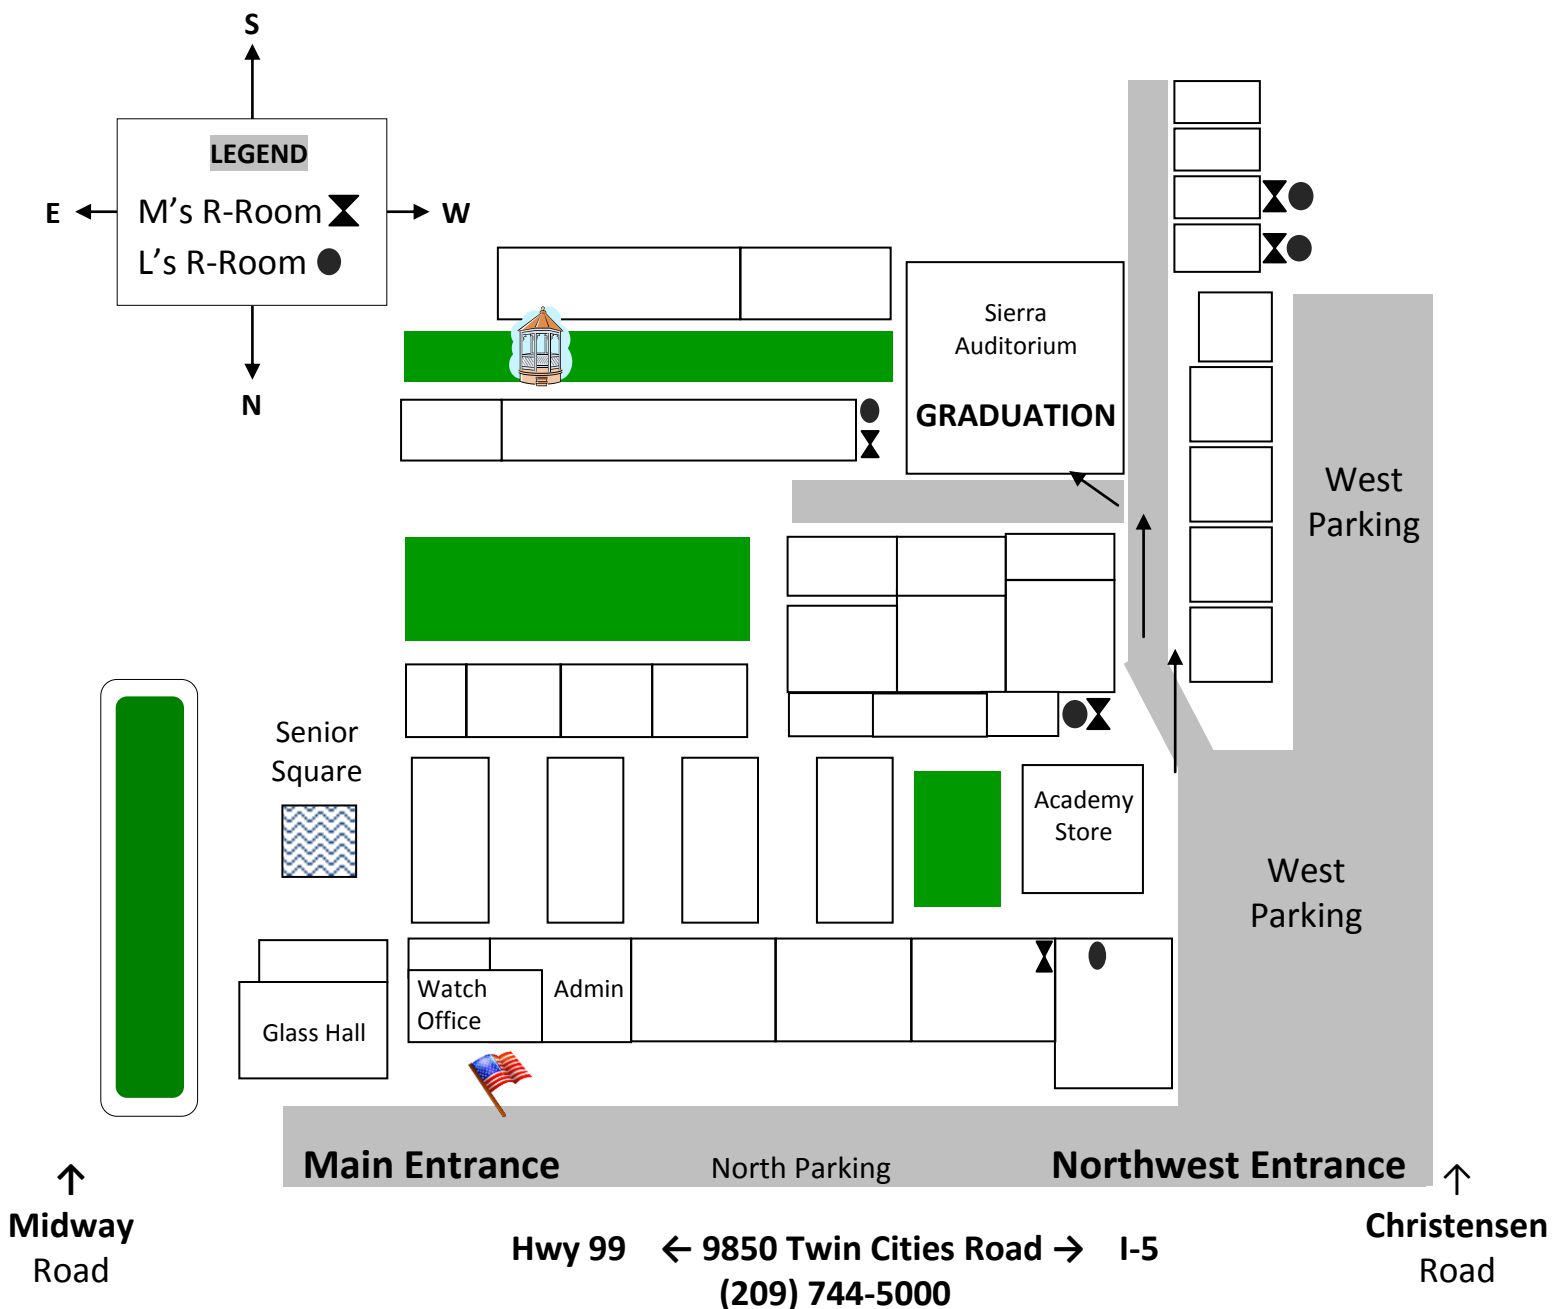 S
LEGEND
E
M's R-Room
W
L's R-Room
N
Sierra
Auditorium
GRADUATION
West
Parking
Senior
Square
Academy
Store
West
Parking
Watch
Office
Admin
Glass Hall
Main Entrance
North Parking
Northwest Entrance
↑
Midway
Road
↑
Christensen
Road
Hwy 99 ← 9850 Twin Cities Road → I-5
(209) 744-5000